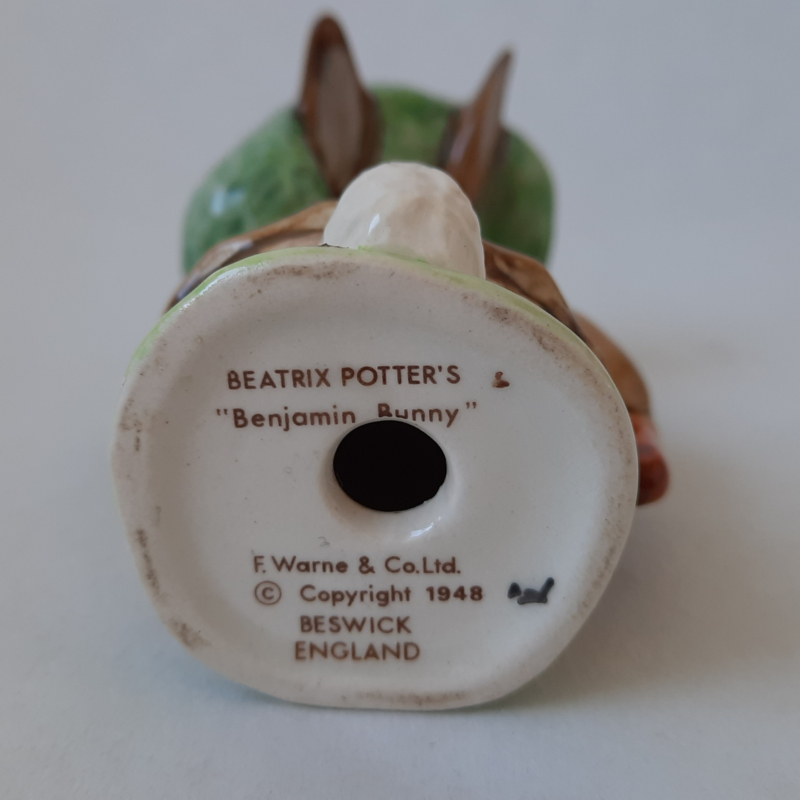 BEATRIX POTTER'S
"Benjamin Bunny"
F. Warne & Co.Ltd.
© Copyright 1948
BESWICK
ENGLAND